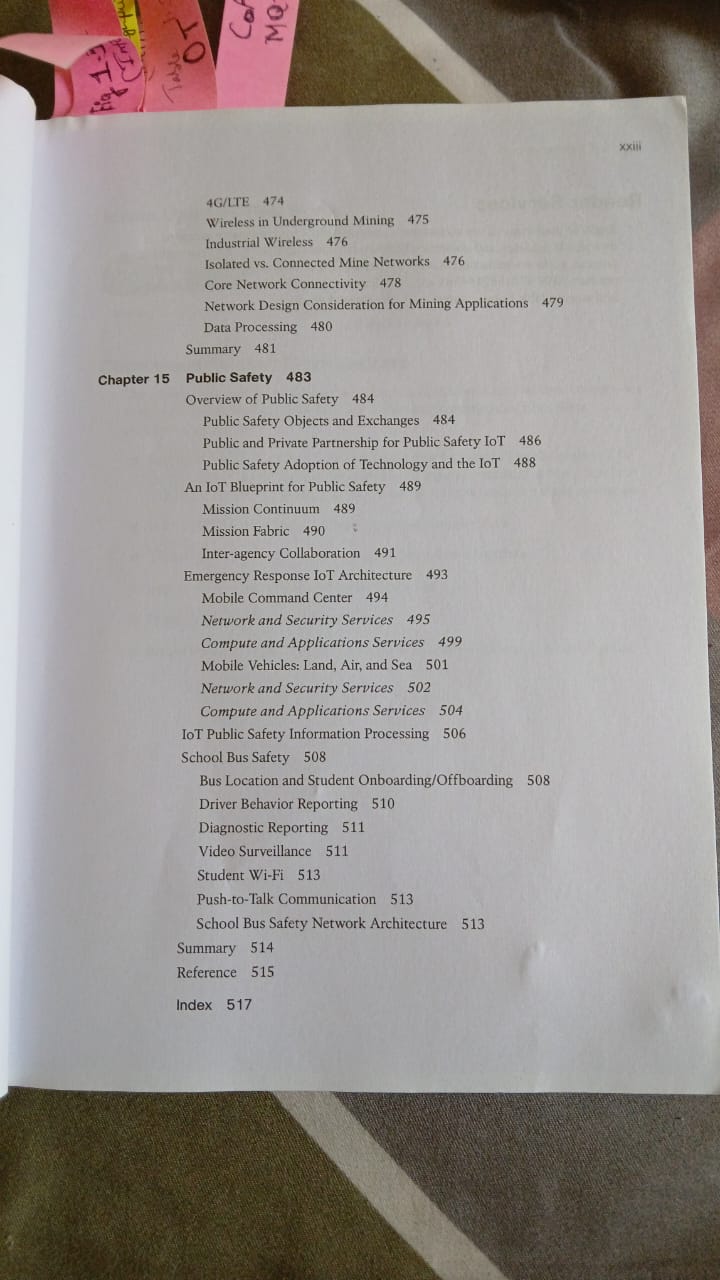 Fig 1.
Table
OT
MQ
xxiii
4G/LTE 474
Wireless in Underground Mining 475
Industrial Wireless 476
Isolated vs. Connected Mine Networks 476
Core Network Connectivity 478
Network Design Consideration for Mining Applications 479
Data Processing 480
Summary 481
Chapter 15 Public Safety 483
Overview of Public Safety 484
Public Safety Objects and Exchanges 484
Public and Private Partnership for Public Safety IoT 486
Public Safety Adoption of Technology and the IoT 488
An IoT Blueprint for Public Safety 489
Mission Continuum 489
Mission Fabric 490
Inter-agency Collaboration 491
Emergency Response IoT Architecture 493
Mobile Command Center 494
Network and Security Services 495
Compute and Applications Services 499
Mobile Vehicles: Land, Air, and Sea 501
Network and Security Services 502
Compute and Applications Services 504
IoT Public Safety Information Processing 506
School Bus Safety 508
Bus Location and Student Onboarding/Offboarding 508
Driver Behavior Reporting 510
Diagnostic Reporting 511
Video Surveillance 511
Student Wi-Fi 513
Push-to-Talk Communication 513
School Bus Safety Network Architecture 513
Summary 514
Reference 515
Index 517